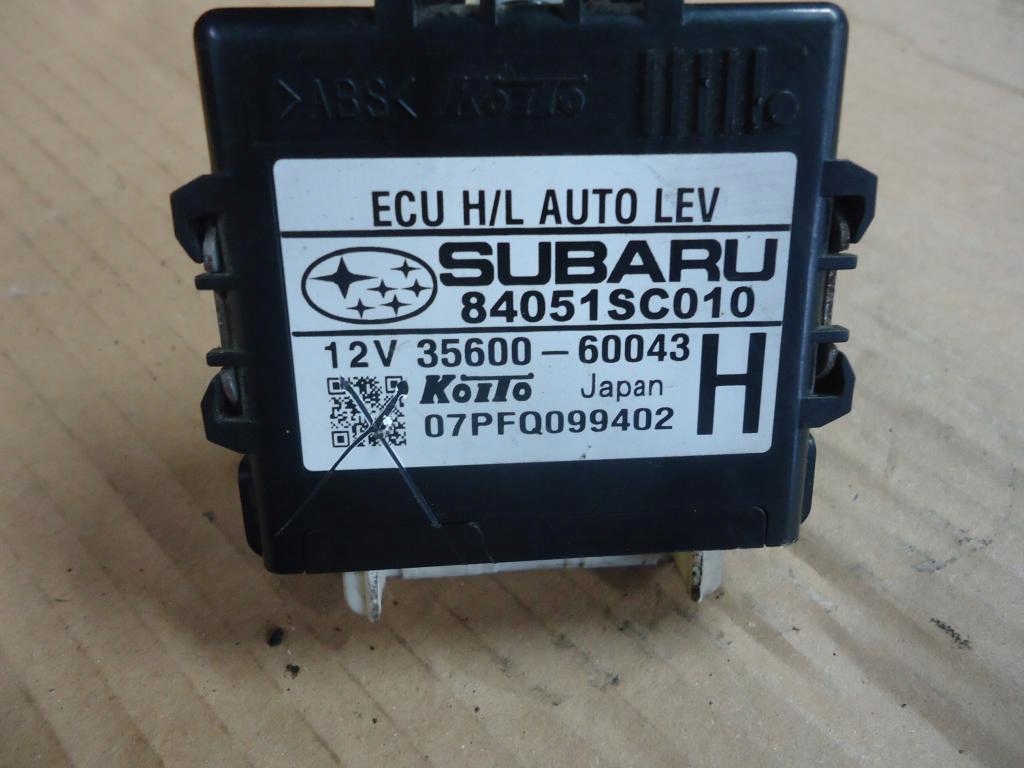 >ABS< KOITO
ECU H/L AUTO LEV
SUBARU
84051SC010
12V 35600-60043 H
KOITO Japan
07PFQ099402